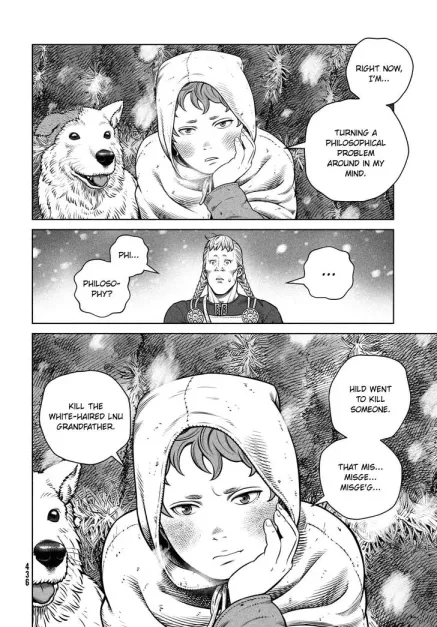 RIGHT NOW,
I'M...
TURNING A
PHILOSOPHICAL
PROBLEM
AROUND IN MY
MIND.
...
PHI...
PHILOSO-
PHY?
HILD WENT
TO KILL
SOMEONE.
THAT MIS...
MISGE...
MISGE'G...
KILL THE
WHITE-HAIRED LNU
GRANDFATHER.
436